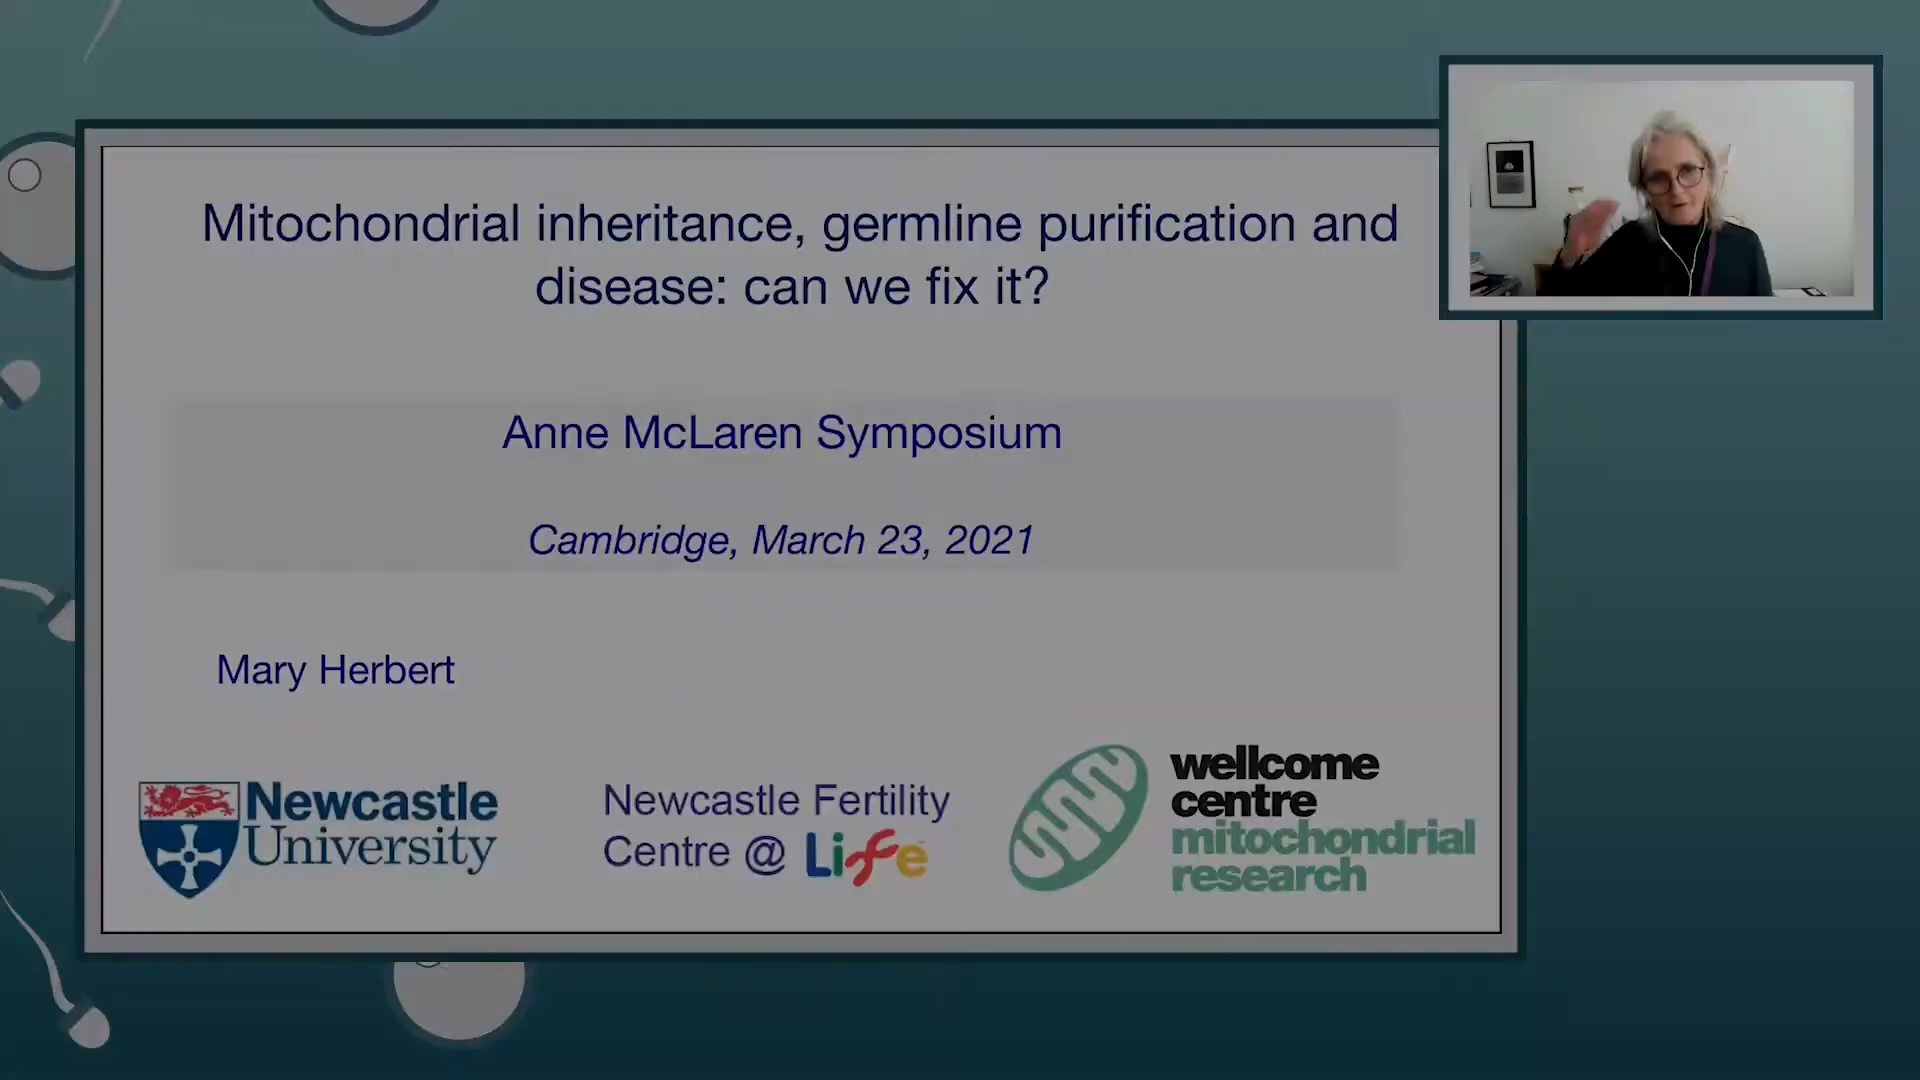 Mitochondrial inheritance, germline purification and
disease: can we fix it?
Anne McLaren Symposium
Cambridge, March 23, 2021
Mary Herbert
Newcastle
University
Newcastle Fertility
Centre @ Life
wellcome
centre
mitochondrial
research